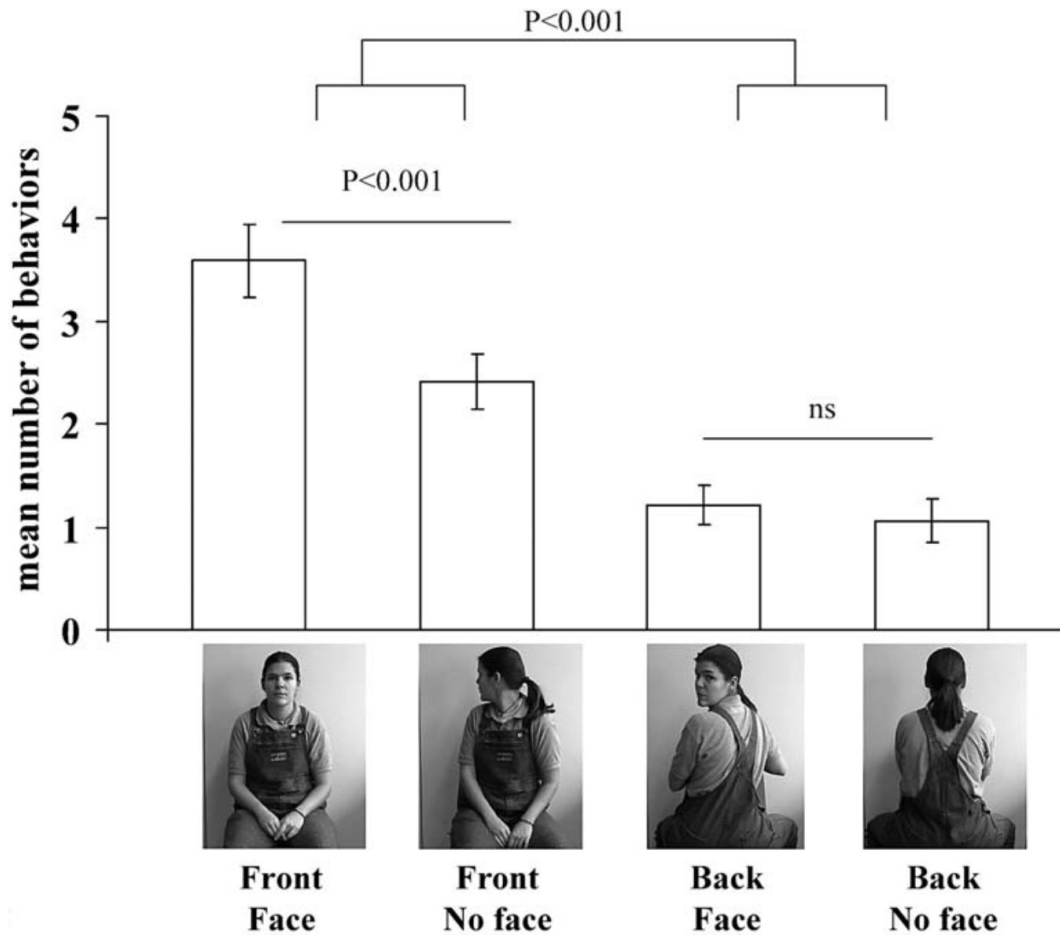 P<0.001
P<0.001
ns
mean number of behaviors
5
4
3
2
1
0
Front
Face
Front
No face
Back
Face
Back
No face